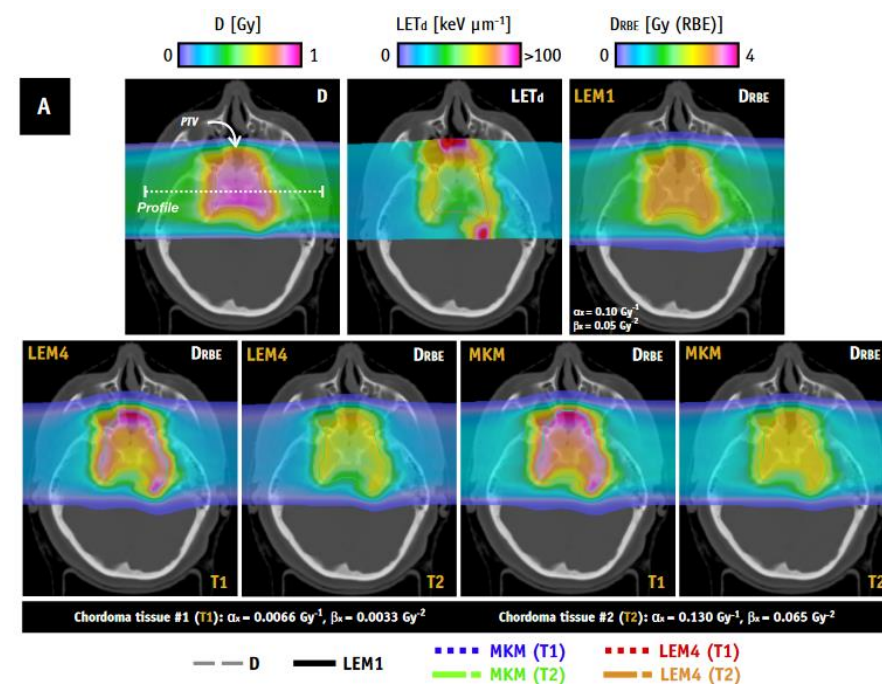 D [Gy]
0 1
LETd [keV μm⁻¹]
0 >100
DRBE [Gy (RBE)]
0 4
A
D
PTV
Profile
LETd
LEM1 DRBE
αx = 0.10 Gy⁻¹
βx = 0.05 Gy⁻²
LEM4 DRBE
T1
LEM4 DRBE
T2
MKM DRBE
T1
MKM DRBE
T2
Chordoma tissue #1 (T1): αx = 0.0066 Gy⁻¹, βx = 0.0033 Gy⁻² Chordoma tissue #2 (T2): αx = 0.130 Gy⁻¹, βx = 0.065 Gy⁻²
D LEM1 MKM (T1) LEM4 (T1)
MKM (T2) LEM4 (T2)